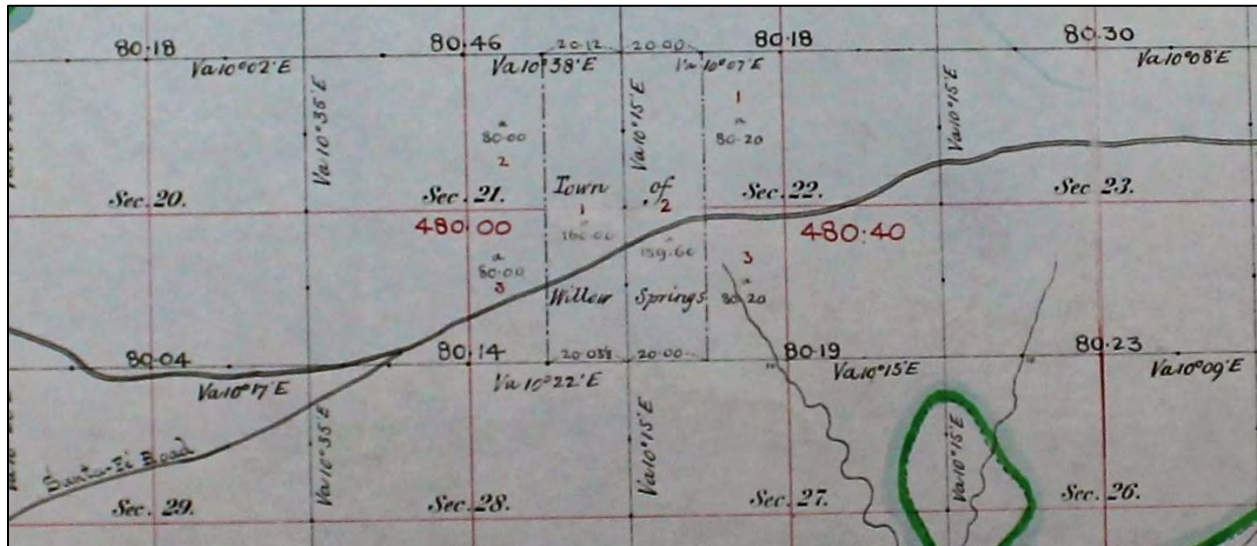 80.18 80.46 20.12 20.00 80.18 80.30
Va 10°02'E Va 10°38'E Va 10°07'E Va 10°08'E
Va 10°35'E Va 10°15'E Va 10°15'E
1
a a
80.00 80.20
2
Sec. 20. Sec. 21. Town of Sec. 22. Sec. 23.
1 2
480.00 160.00 159.60 480.40
a 3
80.00 a
3 Willow Springs 80.20
80.04 80.14 20.03½ 20.00 80.19 80.23
Va 10°17'E Va 10°22'E Va 10°15'E Va 10°09'E
Va 10°35'E Va 10°15'E Va 10°15'E
Santa-Fé Road
Sec. 29. Sec. 28. Sec. 27. Sec. 26.